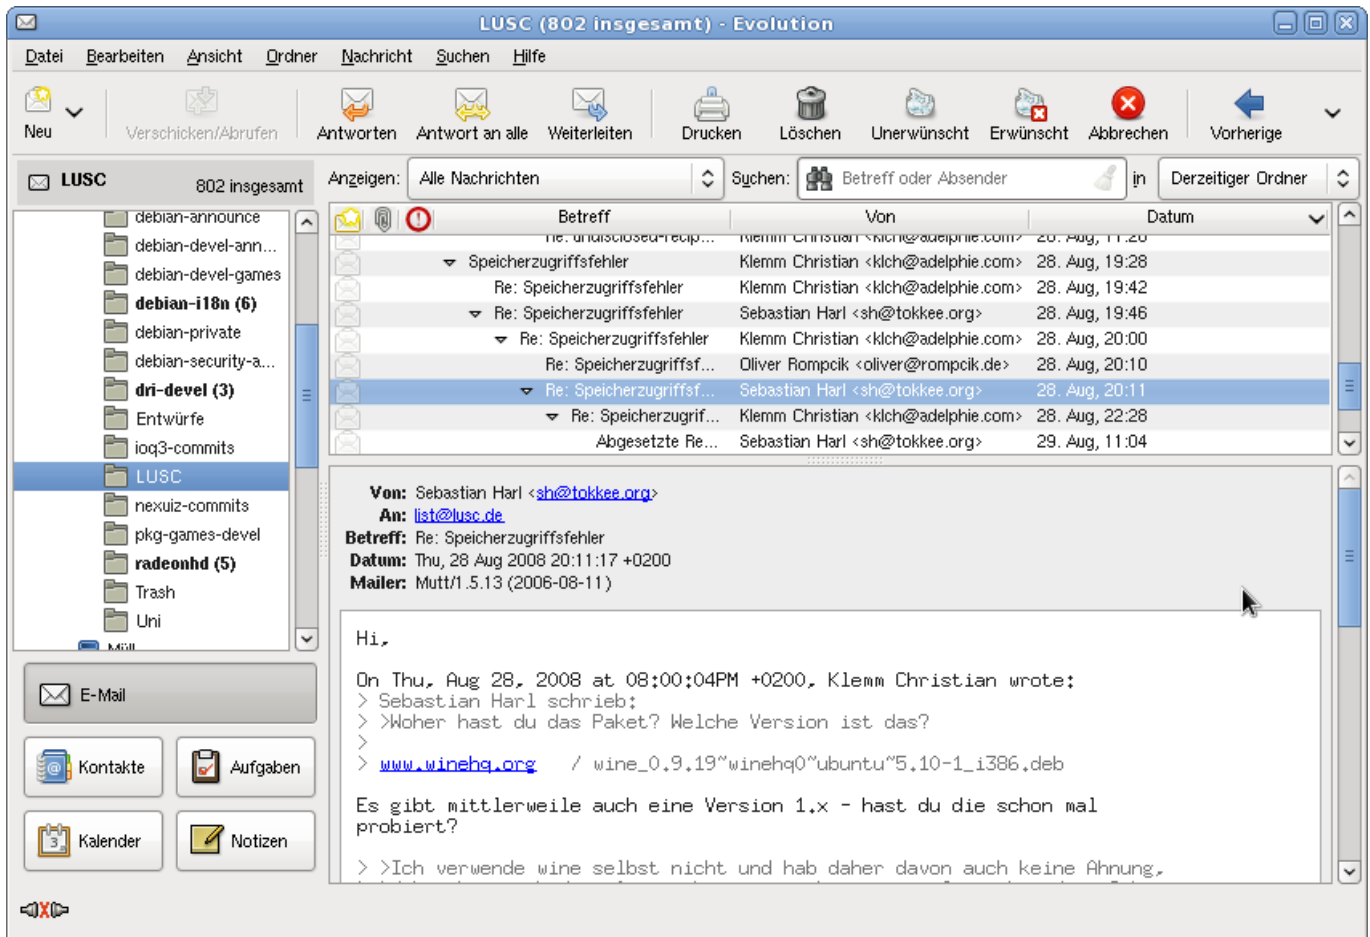 LUSC (802 insgesamt) - Evolution
Datei Bearbeiten Ansicht Ordner Nachricht Suchen Hilfe
Neu Verschicken/Abrufen Antworten Antwort an alle Weiterleiten Drucken Löschen Unerwünscht Erwünscht Abbrechen Vorherige
LUSC 802 insgesamt
Anzeigen: Alle Nachrichten Suchen: Betreff oder Absender in Derzeitiger Ordner
debian-announce
debian-devel-ann...
debian-devel-games
debian-i18n (6)
debian-private
debian-security-a...
dri-devel (3)
Entwürfe
ioq3-commits
LUSC
nexuiz-commits
pkg-games-devel
radeonhd (5)
Trash
Uni
Müll
E-Mail
Kontakte Aufgaben
Kalender Notizen
Betreff Von Datum
Re: undisclosed-recip... Klemm Christian <klch@adelphie.com> 28. Aug, 11:20
Speicherzugriffsfehler Klemm Christian <klch@adelphie.com> 28. Aug, 19:28
Re: Speicherzugriffsfehler Klemm Christian <klch@adelphie.com> 28. Aug, 19:42
Re: Speicherzugriffsfehler Sebastian Harl <sh@tokkee.org> 28. Aug, 19:46
Re: Speicherzugriffsfehler Klemm Christian <klch@adelphie.com> 28. Aug, 20:00
Re: Speicherzugriffsf... Oliver Rompcik <oliver@rompcik.de> 28. Aug, 20:10
Re: Speicherzugriffsf... Sebastian Harl <sh@tokkee.org> 28. Aug, 20:11
Re: Speicherzugrif... Klemm Christian <klch@adelphie.com> 28. Aug, 22:28
Abgesetzte Re... Sebastian Harl <sh@tokkee.org> 29. Aug, 11:04
Von: Sebastian Harl <sh@tokkee.org>
An: list@lusc.de
Betreff: Re: Speicherzugriffsfehler
Datum: Thu, 28 Aug 2008 20:11:17 +0200
Mailer: Mutt/1.5.13 (2006-08-11)
Hi,
On Thu, Aug 28, 2008 at 08:00:04PM +0200, Klemm Christian wrote:
> Sebastian Harl schrieb:
> >Woher hast du das Paket? Welche Version ist das?
>
> www.winehq.org / wine_0.9.19~winehq0~ubuntu~5.10-1_i386.deb
Es gibt mittlerweile auch eine Version 1.x - hast du die schon mal
probiert?
> >Ich verwende wine selbst nicht und hab daher davon auch keine Ahnung,